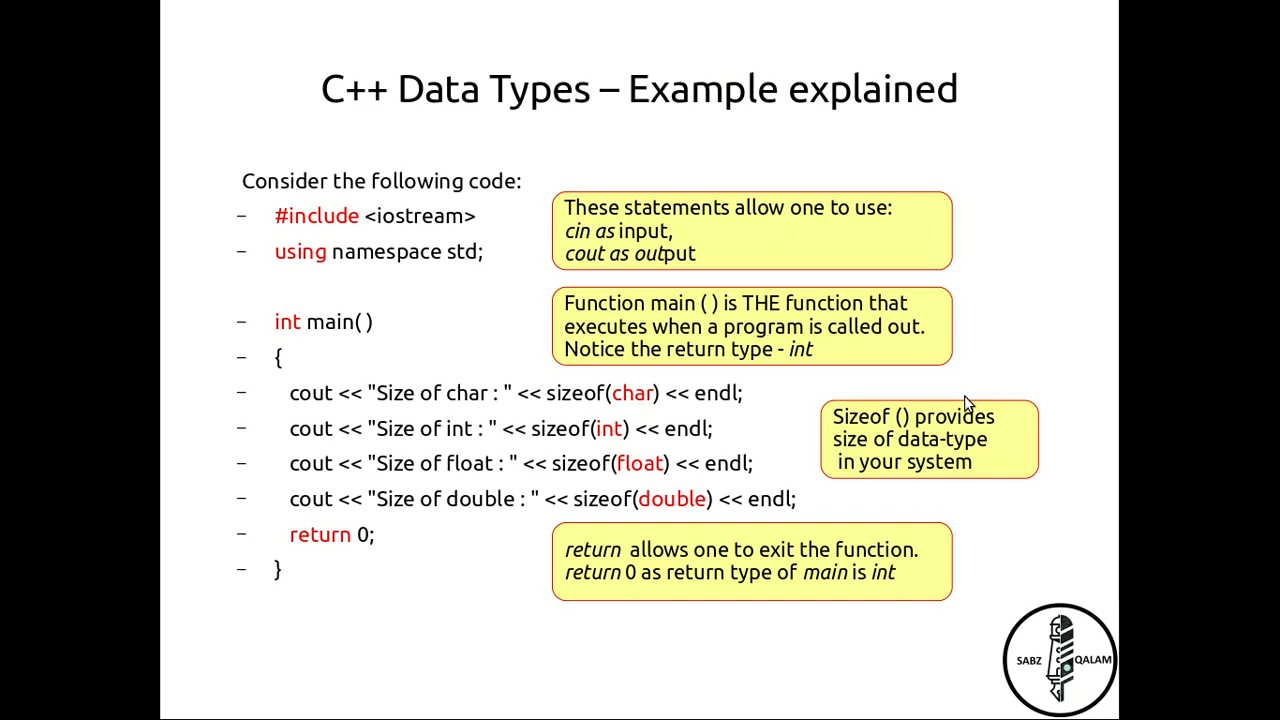 C++ Data Types – Example explained
Consider the following code:
– #include <iostream>
– using namespace std;
These statements allow one to use:
cin as input,
cout as output
– int main( )
– {
Function main ( ) is THE function that
executes when a program is called out.
Notice the return type - int
– cout << "Size of char : " << sizeof(char) << endl;
– cout << "Size of int : " << sizeof(int) << endl;
– cout << "Size of float : " << sizeof(float) << endl;
– cout << "Size of double : " << sizeof(double) << endl;
Sizeof () provides
size of data-type
in your system
– return 0;
– }
return allows one to exit the function.
return 0 as return type of main is int
SABZ QALAM